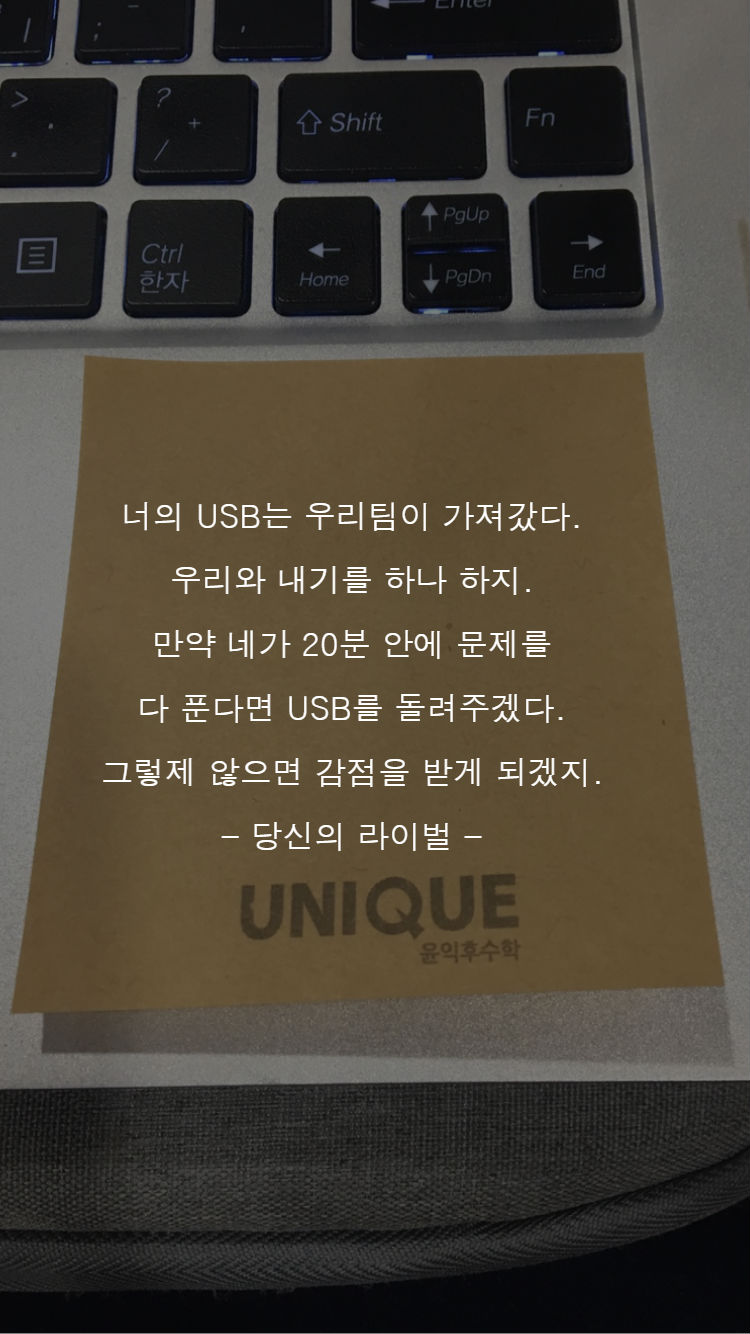 Enter
;
,
>
.
?
/
+
Shift
Fn
Ctrl
한자
Home
PgUp
PgDn
End
너의 USB는 우리팀이 가져갔다.
우리와 내기를 하나 하지.
만약 네가 20분 안에 문제를
다 푼다면 USB를 돌려주겠다.
그렇제 않으면 감점을 받게 되겠지.
– 당신의 라이벌 –
UNIQUE
윤익후수학